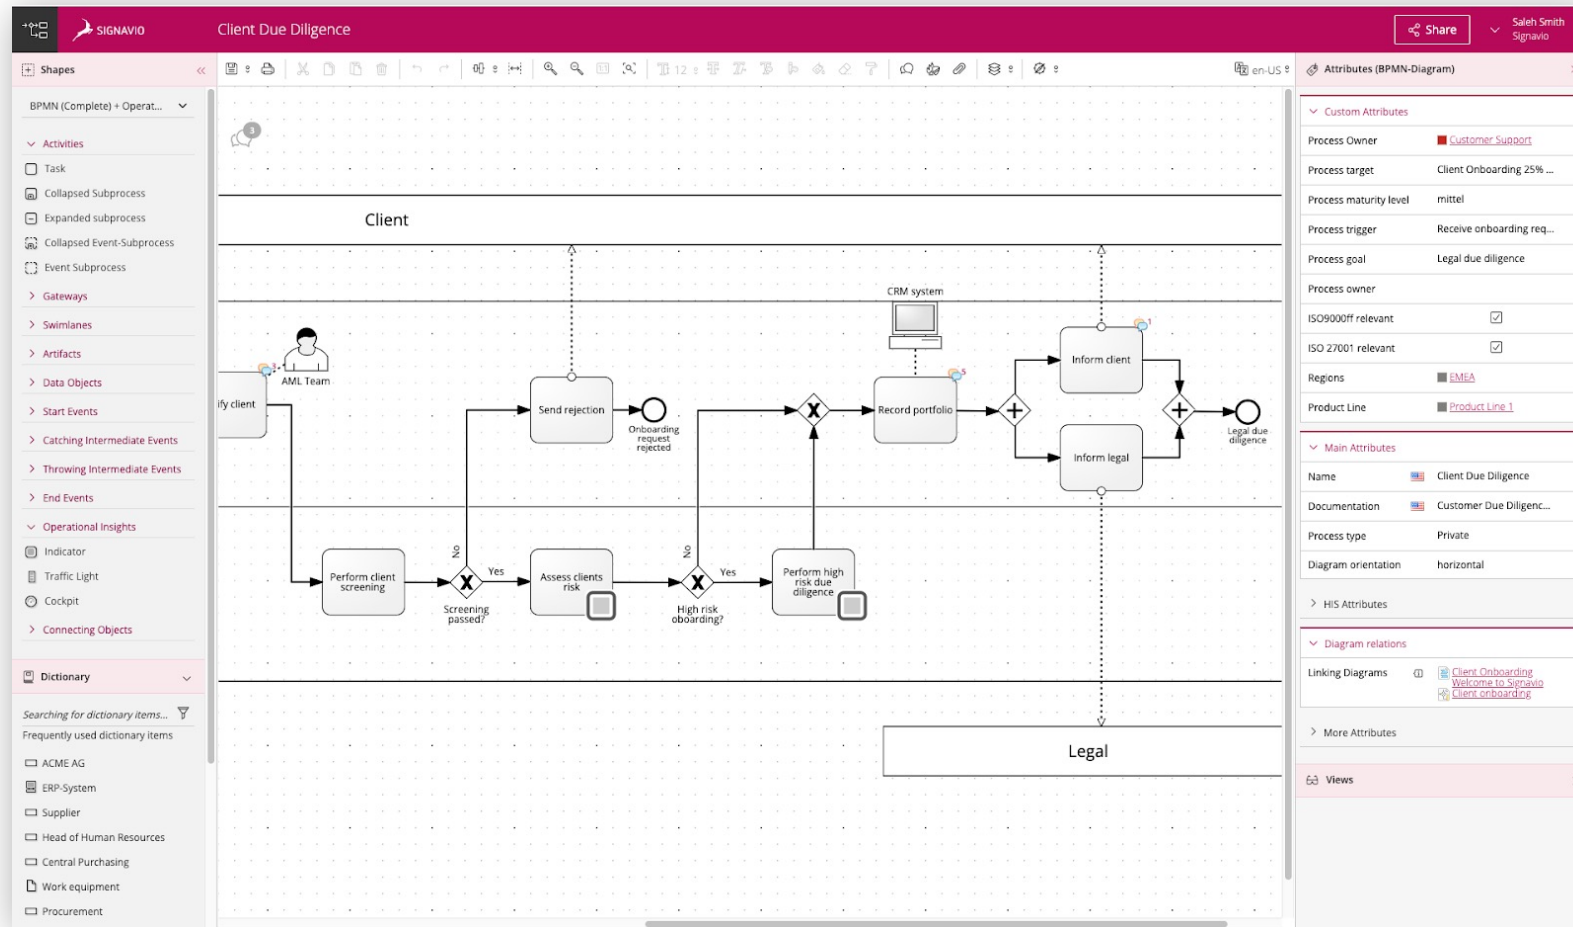 SIGNAVIO
Client Due Diligence
Share
Saleh Smith
Signavio
Shapes
BPMN (Complete) + Operat...
Activities
Task
Collapsed Subprocess
Expanded subprocess
Collapsed Event-Subprocess
Event Subprocess
Gateways
Swimlanes
Artifacts
Data Objects
Start Events
Catching Intermediate Events
Throwing Intermediate Events
End Events
Operational Insights
Indicator
Traffic Light
Cockpit
Connecting Objects
Dictionary
Searching for dictionary items...
Frequently used dictionary items
ACME AG
ERP-System
Supplier
Head of Human Resources
Central Purchasing
Work equipment
Procurement
12
en-US
3
Client
CRM system
3
AML Team
ify client
Send rejection
Onboarding
request
rejected
X
5
Record portfolio
1
Inform client
Inform legal
Legal due
diligence
Perform client
screening
No
X
Yes
Screening
passed?
Assess clients
risk
No
X
Yes
High risk
oboarding?
Perform high
risk due
diligence
Legal
Attributes (BPMN-Diagram)
Custom Attributes
Process Owner Customer Support
Process target Client Onboarding 25% ...
Process maturity level mittel
Process trigger Receive onboarding req...
Process goal Legal due diligence
Process owner
ISO9000ff relevant
ISO 27001 relevant
Regions EMEA
Product Line Product Line 1
Main Attributes
Name Client Due Diligence
Documentation Customer Due Diligenc...
Process type Private
Diagram orientation horizontal
HIS Attributes
Diagram relations
Linking Diagrams Client Onboarding
Welcome to Signavio
Client onboarding
More Attributes
Views